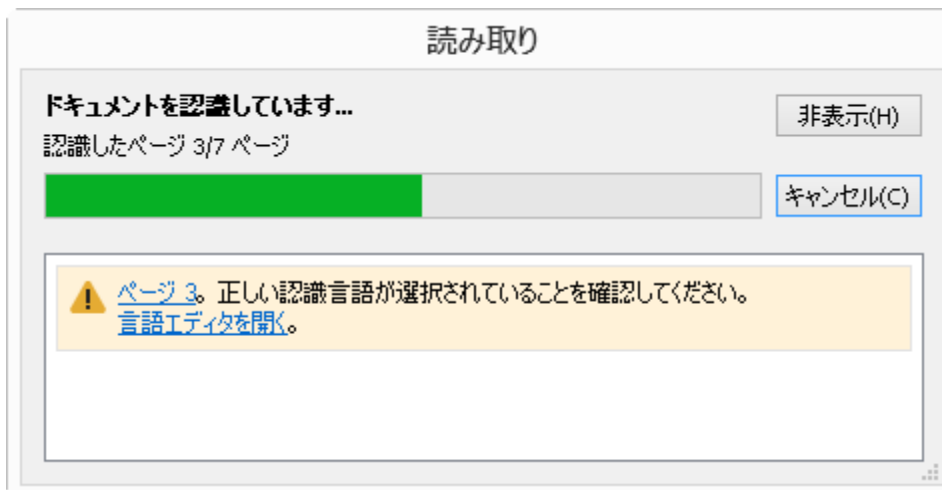 読み取り
ドキュメントを認識しています...
非表示(H)
認識したページ 3/7 ページ
キャンセル(C)
ページ 3。正しい認識言語が選択されていることを確認してください。
言語エディタを開く。